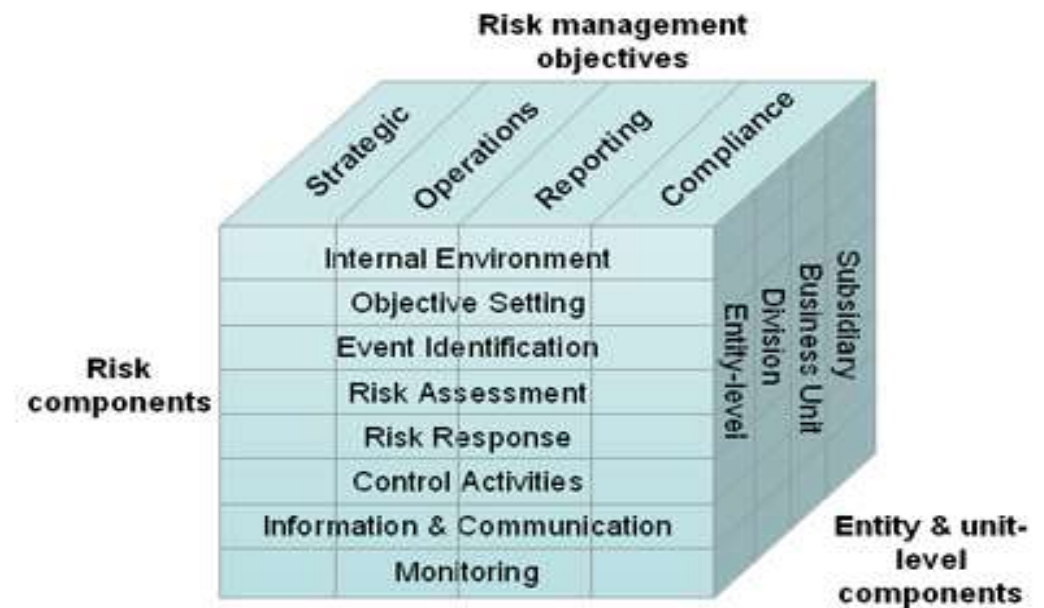 Risk management
objectives
Strategic
Operations
Reporting
Compliance
Internal Environment
Objective Setting
Event Identification
Risk Assessment
Risk Response
Control Activities
Information & Communication
Monitoring
Risk
components
Entity-level
Division
Business Unit
Subsidiary
Entity & unit-
level
components